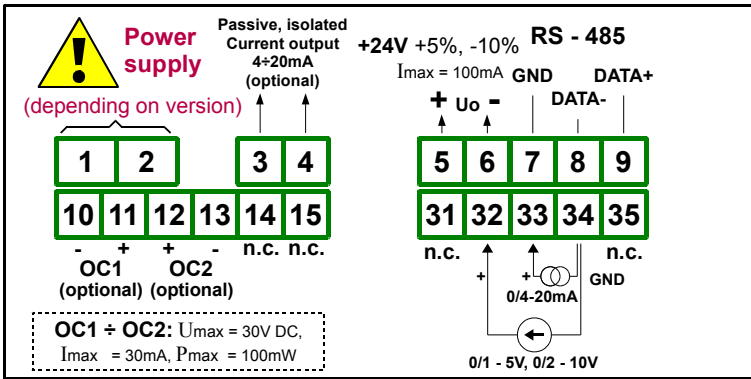 Power
supply
(depending on version)
Passive, isolated
Current output
4÷20mA
(optional)
+24V +5%, -10%
Imax = 100mA
+ Uo -
RS - 485
GND DATA+
DATA-
1 2 3 4 5 6 7 8 9
10 11 12 13 14 15 31 32 33 34 35
- + + - n.c. n.c. n.c. n.c.
OC1 OC2
(optional) (optional)
+ + GND
0/4-20mA
0/1 - 5V, 0/2 - 10V
OC1 ÷ OC2: Umax = 30V DC,
Imax = 30mA, Pmax = 100mW